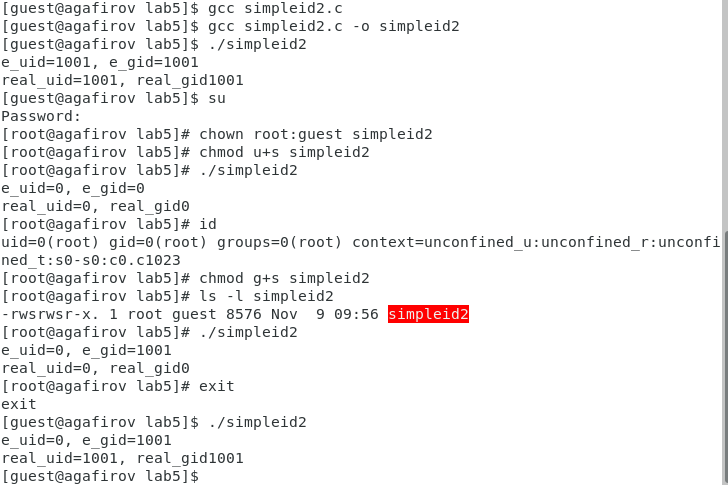 [guest@agafirov lab5]$ gcc simpleid2.c
[guest@agafirov lab5]$ gcc simpleid2.c -o simpleid2
[guest@agafirov lab5]$ ./simpleid2
e_uid=1001, e_gid=1001
real_uid=1001, real_gid1001
[guest@agafirov lab5]$ su
Password:
[root@agafirov lab5]# chown root:guest simpleid2
[root@agafirov lab5]# chmod u+s simpleid2
[root@agafirov lab5]# ./simpleid2
e_uid=0, e_gid=0
real_uid=0, real_gid0
[root@agafirov lab5]# id
uid=0(root) gid=0(root) groups=0(root) context=unconfined_u:unconfined_r:unconfi
ned_t:s0-s0:c0.c1023
[root@agafirov lab5]# chmod g+s simpleid2
[root@agafirov lab5]# ls -l simpleid2
-rwsrwsr-x. 1 root guest 8576 Nov  9 09:56 simpleid2
[root@agafirov lab5]# ./simpleid2
e_uid=0, e_gid=1001
real_uid=0, real_gid0
[root@agafirov lab5]# exit
exit
[guest@agafirov lab5]$ ./simpleid2
e_uid=0, e_gid=1001
real_uid=1001, real_gid1001
[guest@agafirov lab5]$